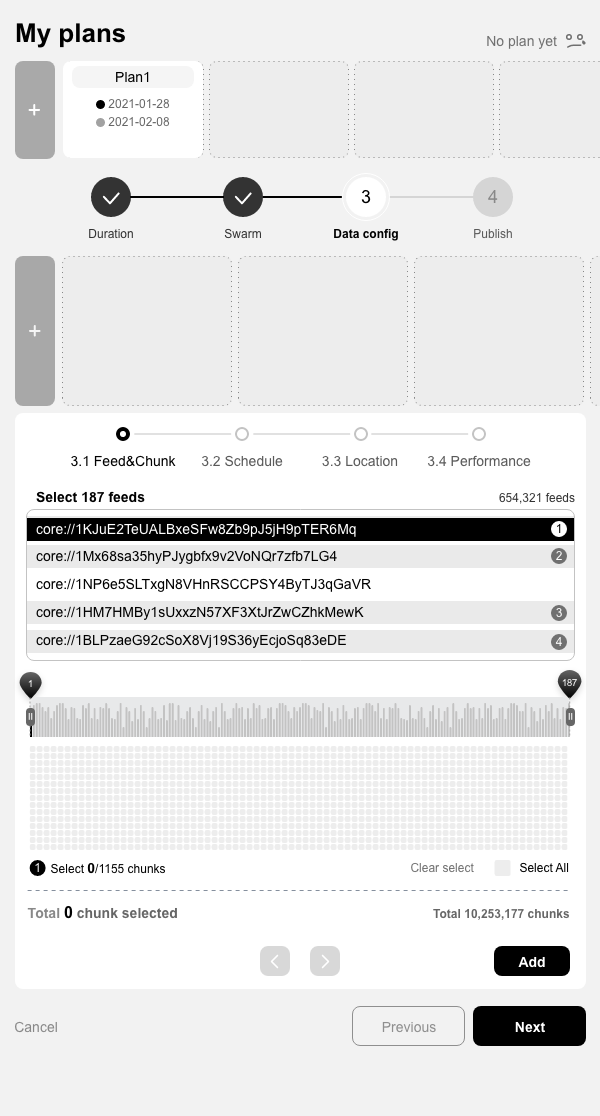 My plans
No plan yet
+
Plan1
2021-01-28
2021-02-08
3
4
Duration
Swarm
Data config
Publish
+
3.1 Feed&Chunk
3.2 Schedule
3.3 Location
3.4 Performance
Select 187 feeds
654,321 feeds
core://1KJuE2TeUALBxeSFw8Zb9pJ5jH9pTER6Mq
1
core://1Mx68sa35hyPJygbfx9v2VoNQr7zfb7LG4
2
core://1NP6e5SLTxgN8VHnRSCCPSY4ByTJ3qGaVR
core://1HM7HMBy1sUxxzN57XF3XtJrZwCZhkMewK
3
core://1BLPzaeG92cSoX8Vj19S36yEcjoSq83eDE
4
1
187
1
Select 0/1155 chunks
Clear select
Select All
Total 0 chunk selected
Total 10,253,177 chunks
Add
Cancel
Previous
Next